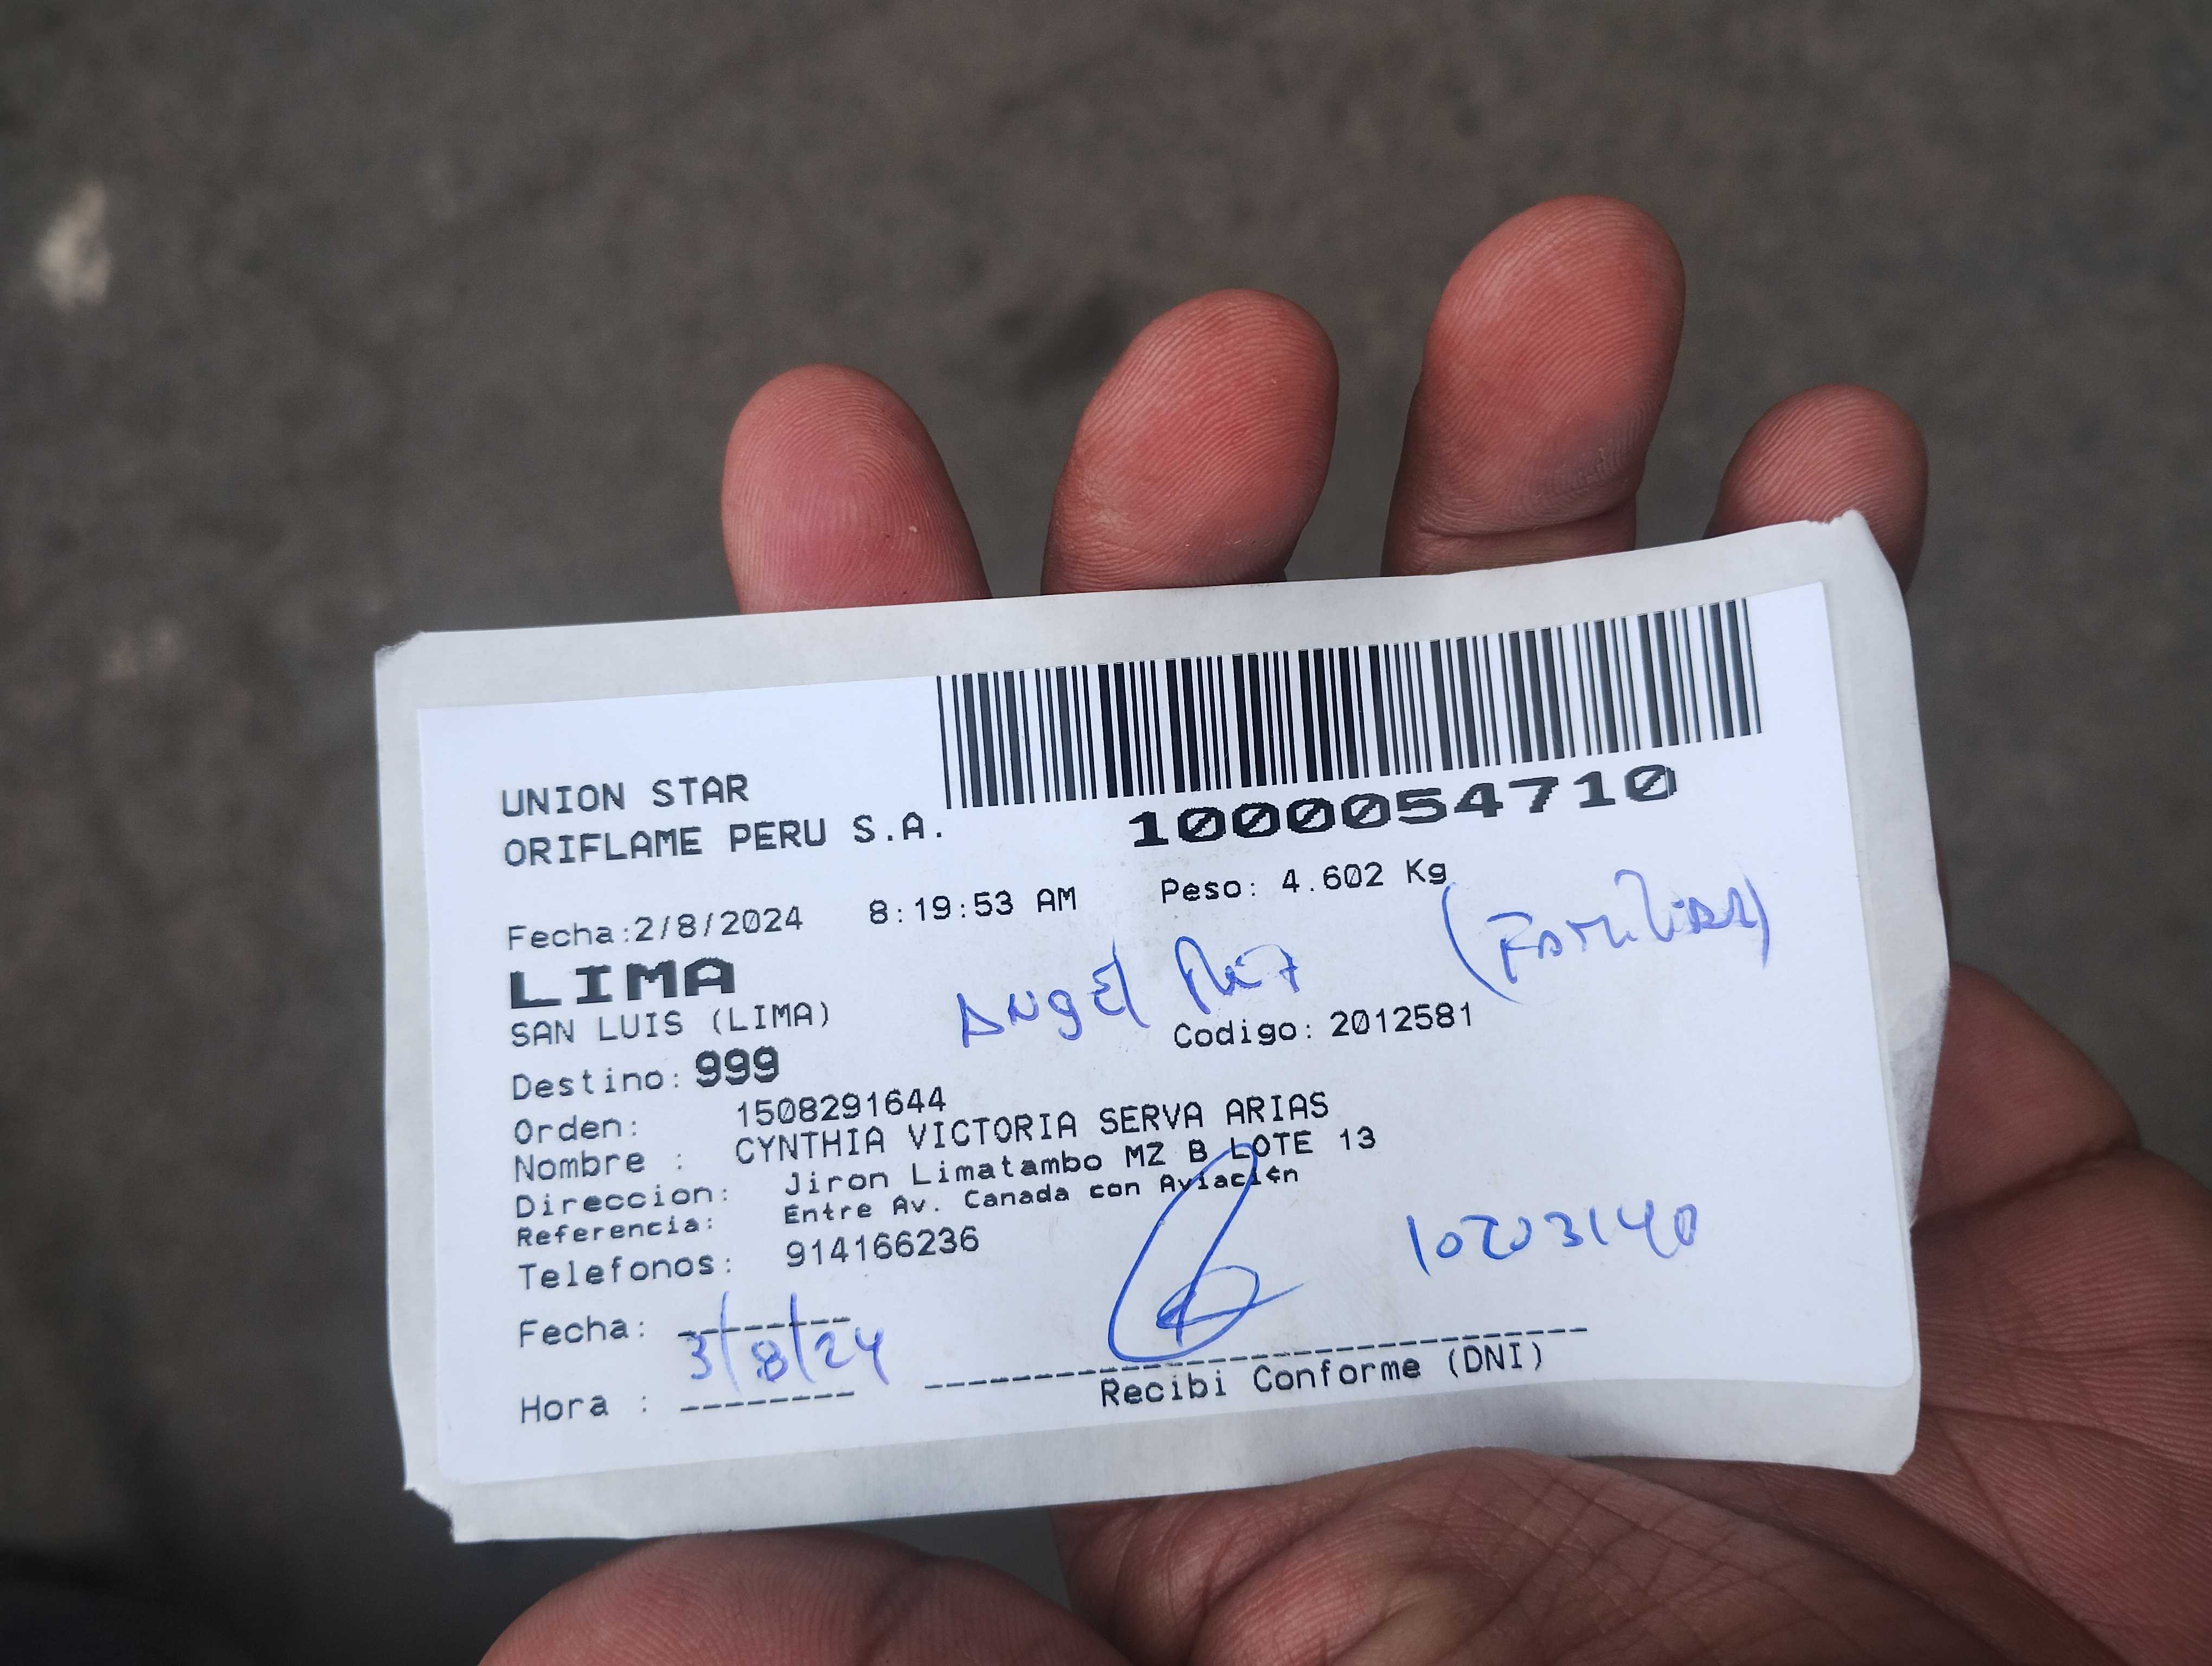 UNION STAR
ORIFLAME PERU S.A.
1000054710
Fecha:2/8/2024 8:19:53 AM Peso: 4.602 Kg
LIMA
(Familiar)
SAN LUIS (LIMA)
Angel
Codigo: 2012581
Destino: 999
Orden: 1508291644
Nombre : CYNTHIA VICTORIA SERVA ARIAS
Direccion: Jiron Limatambo MZ B LOTE 13
Referencia: Entre Av. Canada con Aviaci¢n
Telefonos: 914166236
Fecha: 3/8/24
Hora :
Recibi Conforme (DNI)